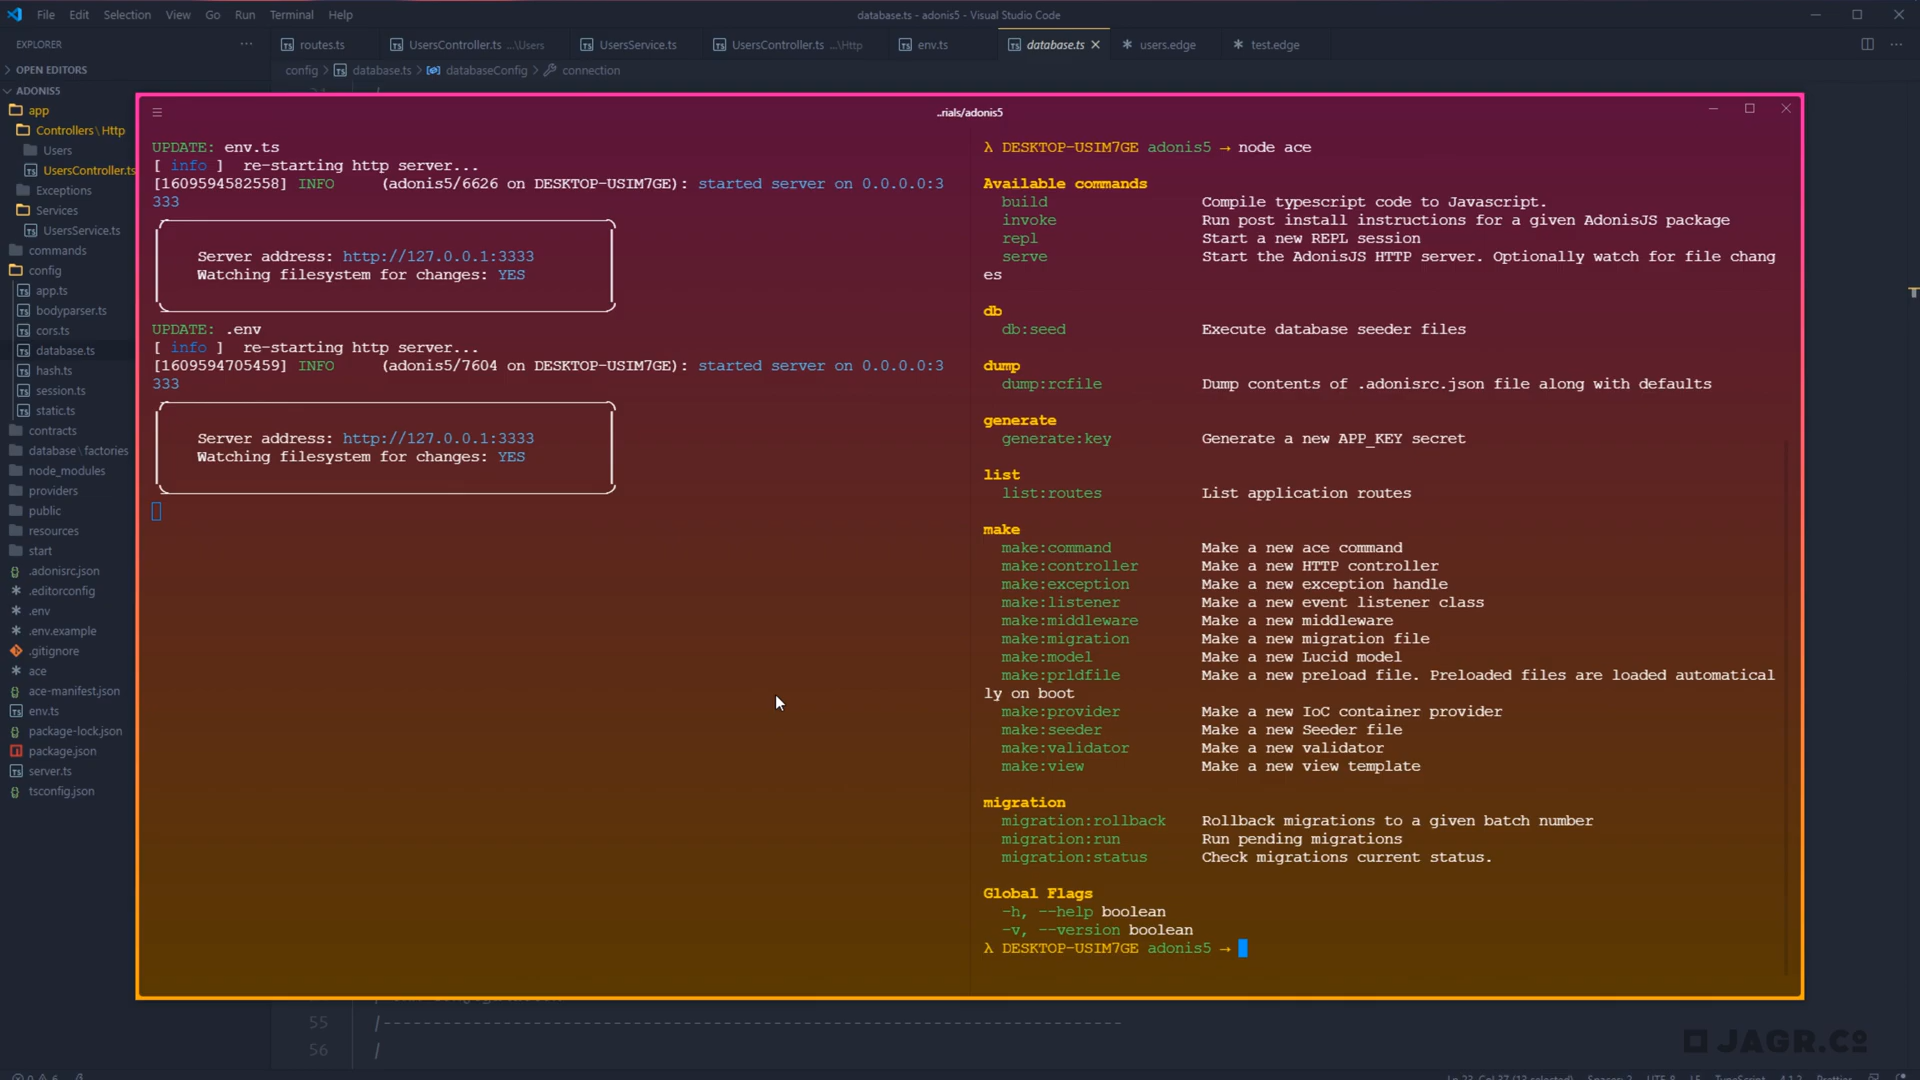 File Edit Selection View Go Run Terminal Help
database.ts - adonis5 - Visual Studio Code
EXPLORER
routes.ts
UsersController.ts ...\Users
UsersService.ts
UsersController.ts ...\Http
env.ts
database.ts
users.edge
test.edge
OPEN EDITORS
config > database.ts > databaseConfig > connection
ADONIS5
app
Controllers\Http
Users
UsersController.ts
Exceptions
Services
UsersService.ts
commands
config
app.ts
bodyparser.ts
cors.ts
database.ts
hash.ts
session.ts
static.ts
contracts
database\factories
node_modules
providers
public
resources
start
.adonisrc.json
.editorconfig
.env
.env.example
.gitignore
ace
ace-manifest.json
env.ts
package-lock.json
package.json
server.ts
tsconfig.json
..rials/adonis5
UPDATE: env.ts
[ info ]  re-starting http server...
[1609594582558] INFO     (adonis5/6626 on DESKTOP-USIM7GE): started server on 0.0.0.0:3
333
Server address: http://127.0.0.1:3333
Watching filesystem for changes: YES
UPDATE: .env
[ info ]  re-starting http server...
[1609594705459] INFO     (adonis5/7604 on DESKTOP-USIM7GE): started server on 0.0.0.0:3
333
Server address: http://127.0.0.1:3333
Watching filesystem for changes: YES
λ DESKTOP-USIM7GE adonis5 → node ace
Available commands
build Compile typescript code to Javascript.
invoke Run post install instructions for a given AdonisJS package
repl Start a new REPL session
serve Start the AdonisJS HTTP server. Optionally watch for file chang
es
db
db:seed Execute database seeder files
dump
dump:rcfile Dump contents of .adonisrc.json file along with defaults
generate
generate:key Generate a new APP_KEY secret
list
list:routes List application routes
make
make:command Make a new ace command
make:controller Make a new HTTP controller
make:exception Make a new exception handle
make:listener Make a new event listener class
make:middleware Make a new middleware
make:migration Make a new migration file
make:model Make a new Lucid model
make:prldfile Make a new preload file. Preloaded files are loaded automatical
ly on boot
make:provider Make a new IoC container provider
make:seeder Make a new Seeder file
make:validator Make a new validator
make:view Make a new view template
migration
migration:rollback Rollback migrations to a given batch number
migration:run Run pending migrations
migration:status Check migrations current status.
Global Flags
-h, --help boolean
-v, --version boolean
λ DESKTOP-USIM7GE adonis5 →
55 |--------------------------------------------------------------------------
56 |
JAGR.Co